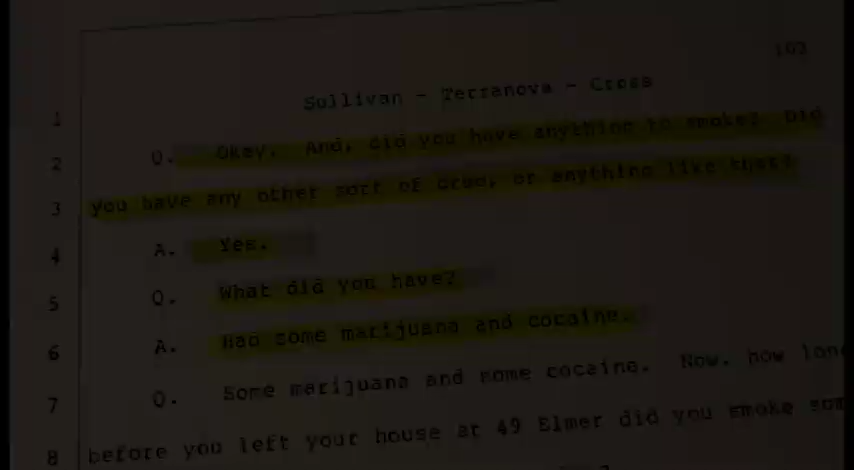 103
Sullivan - Terranova - Cross
1
2 Q. Okay. And, did you have anything to smoke? Did
3 you have any other sort of drug, or anything like that?
4 A. Yes.
5 Q. What did you have?
6 A. Had some marijuana and cocaine.
7 Q. Some marijuana and some cocaine. Now, how long
8 before you left your house at 49 Elmer did you smoke som